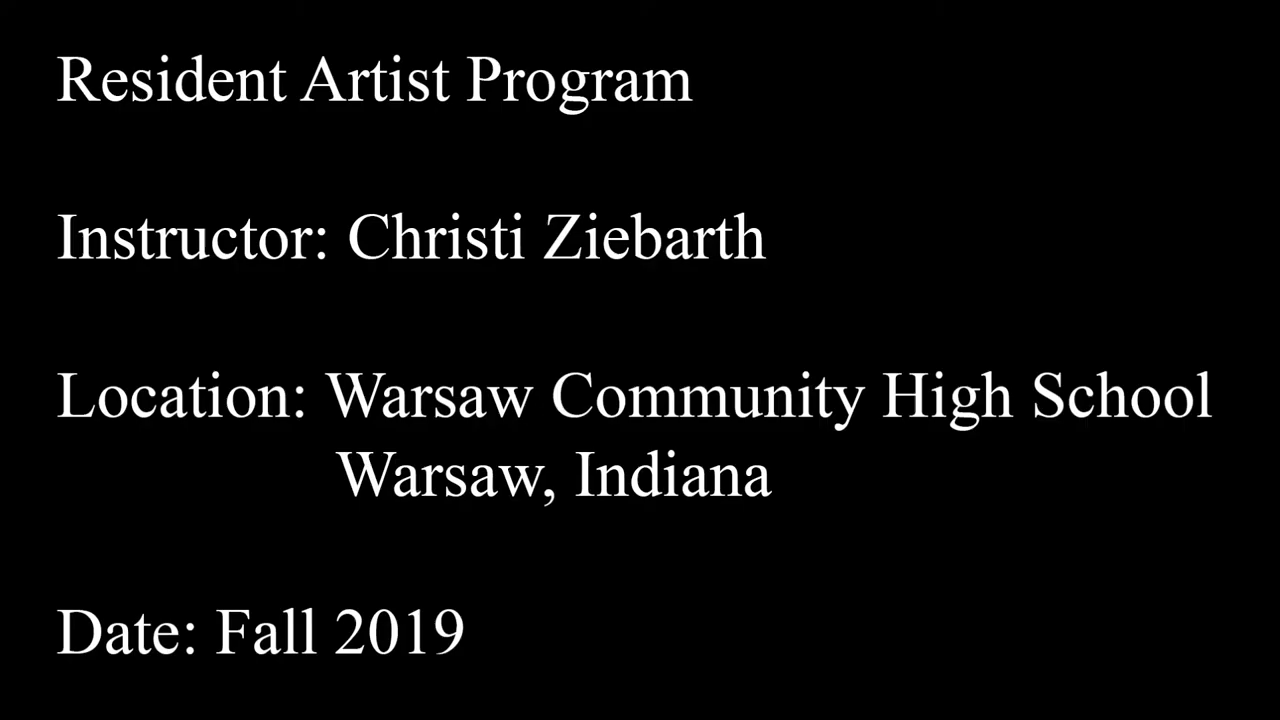 Resident Artist Program
Instructor: Christi Ziebarth
Location: Warsaw Community High School
Warsaw, Indiana
Date: Fall 2019